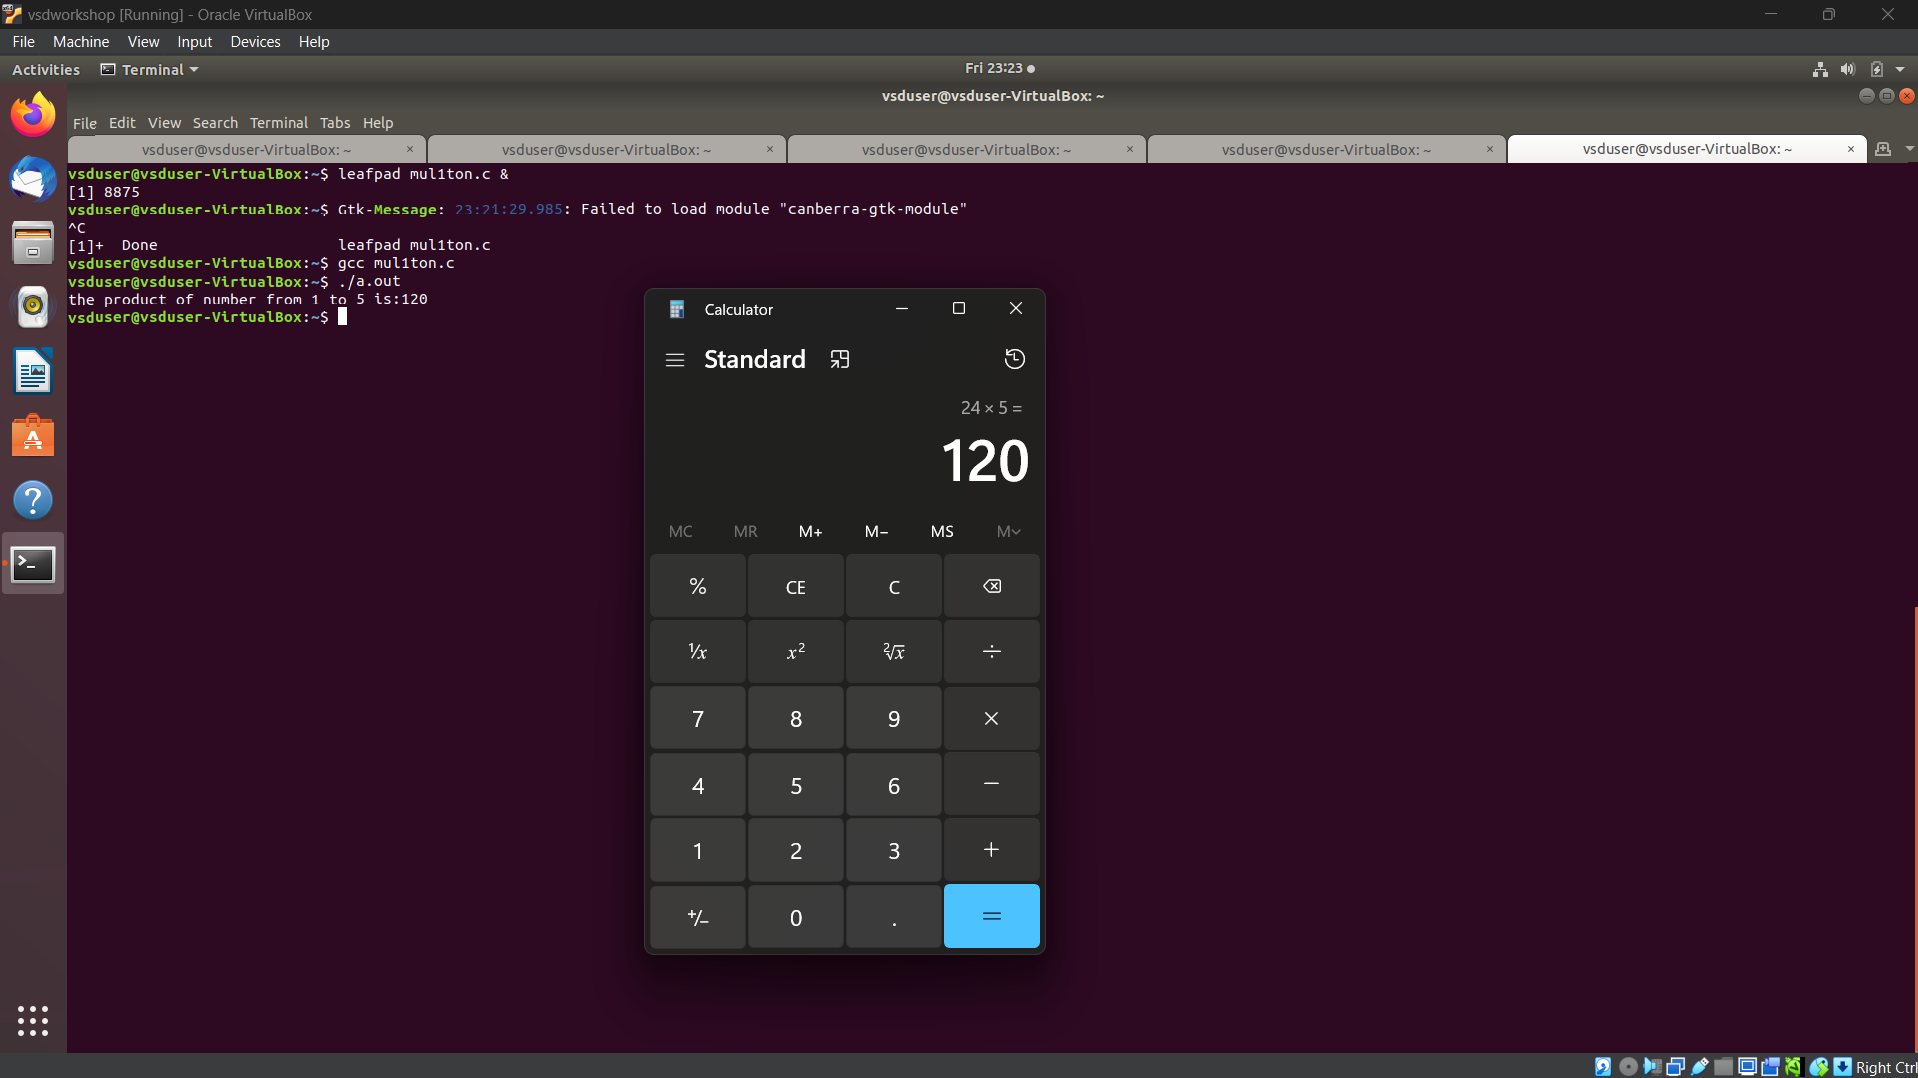 vsdworkshop [Running] - Oracle VirtualBox
File Machine View Input Devices Help
Activities Terminal Fri 23:23
vsduser@vsduser-VirtualBox: ~
File Edit View Search Terminal Tabs Help
vsduser@vsduser-VirtualBox: ~ × vsduser@vsduser-VirtualBox: ~ × vsduser@vsduser-VirtualBox: ~ × vsduser@vsduser-VirtualBox: ~ × vsduser@vsduser-VirtualBox: ~ ×
vsduser@vsduser-VirtualBox:~$ leafpad mul1ton.c &
[1] 8875
vsduser@vsduser-VirtualBox:~$ Gtk-Message: 23:21:29.985: Failed to load module "canberra-gtk-module"
^C
[1]+  Done                    leafpad mul1ton.c
vsduser@vsduser-VirtualBox:~$ gcc mul1ton.c
vsduser@vsduser-VirtualBox:~$ ./a.out
the product of number from 1 to 5 is:120
vsduser@vsduser-VirtualBox:~$
Calculator
Standard
24 × 5 =
120
MC MR M+ M− MS M
% CE C
⅟x x² ²√x ÷
7 8 9 ×
4 5 6 −
1 2 3 +
+/− 0 . =
Right Ctrl